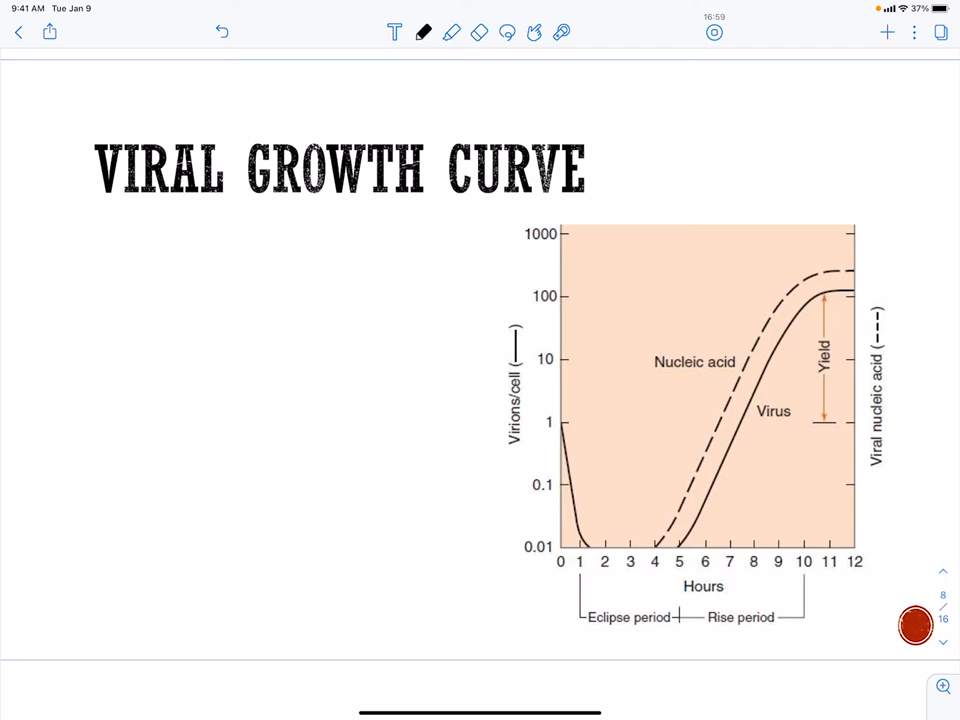 9:41 AM Tue Jan 9
37%
16:59
T
VIRAL GROWTH CURVE
1000
100
10
1
0.1
0.01
Virions/cell (
)
Nucleic acid
Virus
Yield
Viral nucleic acid (
)
0 1 2 3 4 5 6 7 8 9 10 11 12
Hours
Eclipse period
Rise period
8
/
16